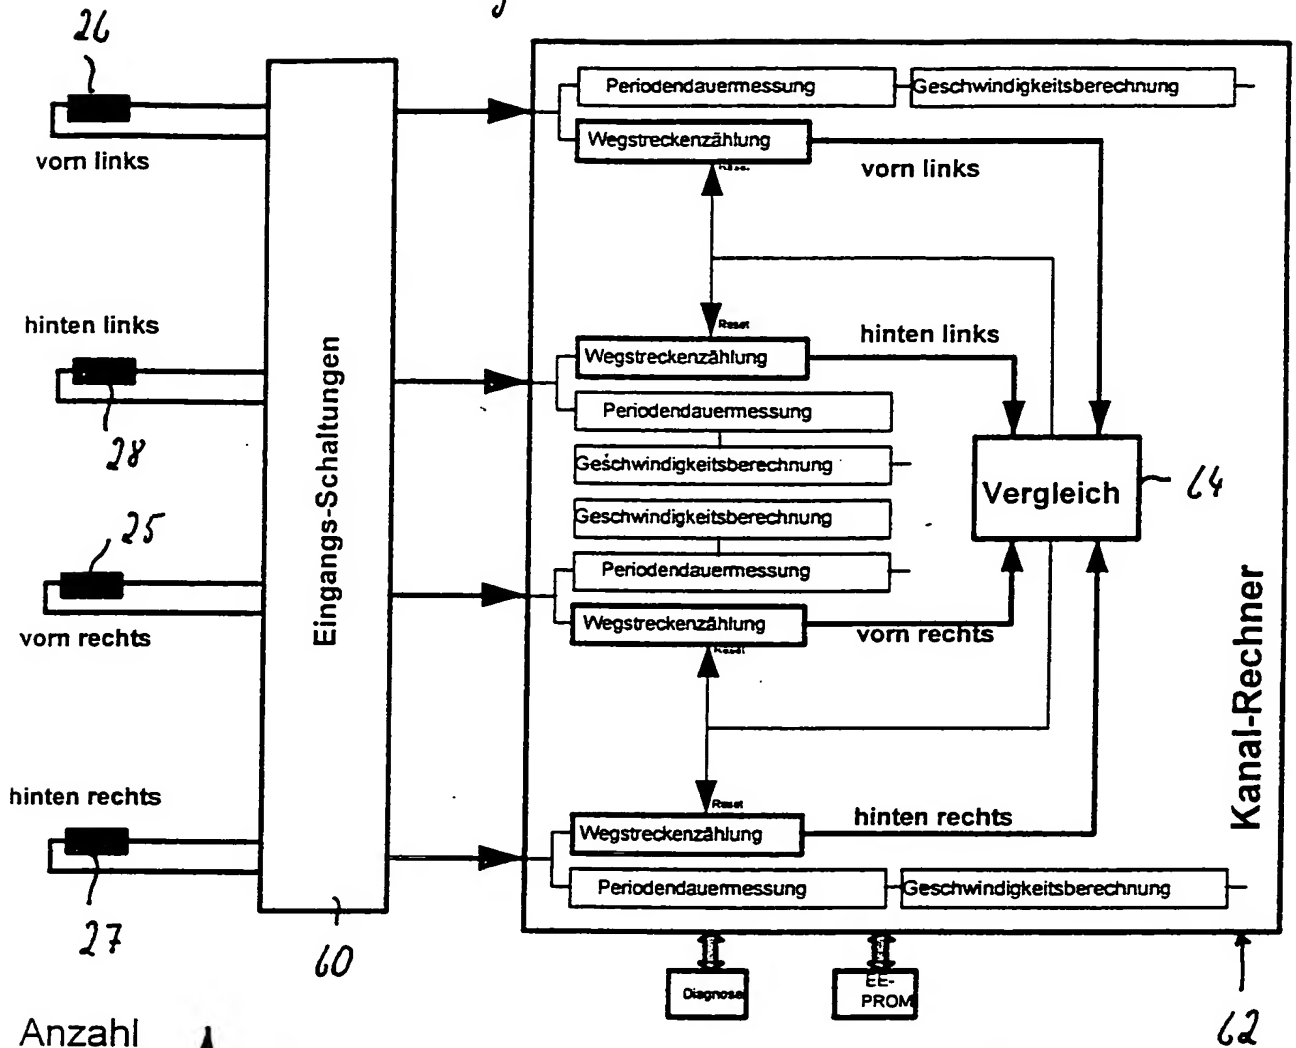 26
Periodendauermessung
Geschwindigkeitsberechnung
Wegstreckenzählung
vorn links
vorn links
hinten links
Reset
hinten links
Wegstreckenzählung
Periodendauermessung
28
Geschwindigkeitsberechnung
Eingangs-Schaltungen
Vergleich
64
25
Geschwindigkeitsberechnung
Periodendauermessung
Wegstreckenzählung
vorn rechts
vorn rechts
Reset
Kanal-Rechner
hinten rechts
Reset
hinten rechts
Wegstreckenzählung
Periodendauermessung
Geschwindigkeitsberechnung
27
60
Diagnose
EE-
PROM
62
Anzahl